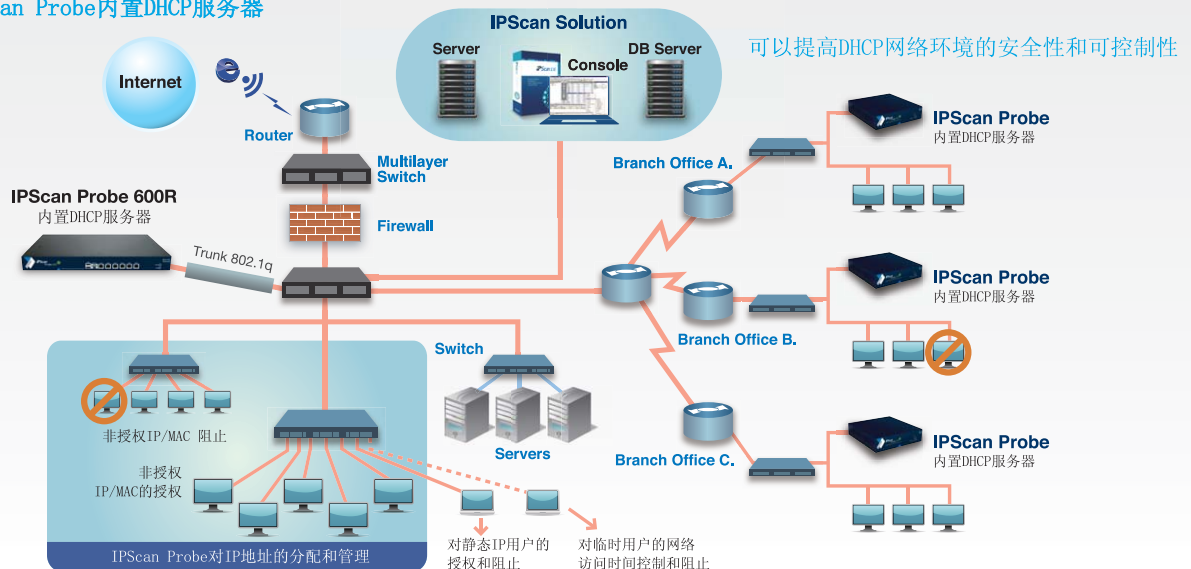 an Probe内置DHCP服务器
IPScan Solution
Server
Console
DB Server
可以提高DHCP网络环境的安全性和可控制性
Internet
Router
Multilayer
Switch
Firewall
IPScan Probe 600R
内置DHCP服务器
Trunk 802.1q
Branch Office A.
IPScan Probe
内置DHCP服务器
Branch Office B.
IPScan Probe
内置DHCP服务器
Branch Office C.
IPScan Probe
内置DHCP服务器
Switch
Servers
非授权IP/MAC 阻止
非授权
IP/MAC的授权
IPScan Probe对IP地址的分配和管理
对静态IP用户的
授权和阻止
对临时用户的网络
访问时间控制和阻止